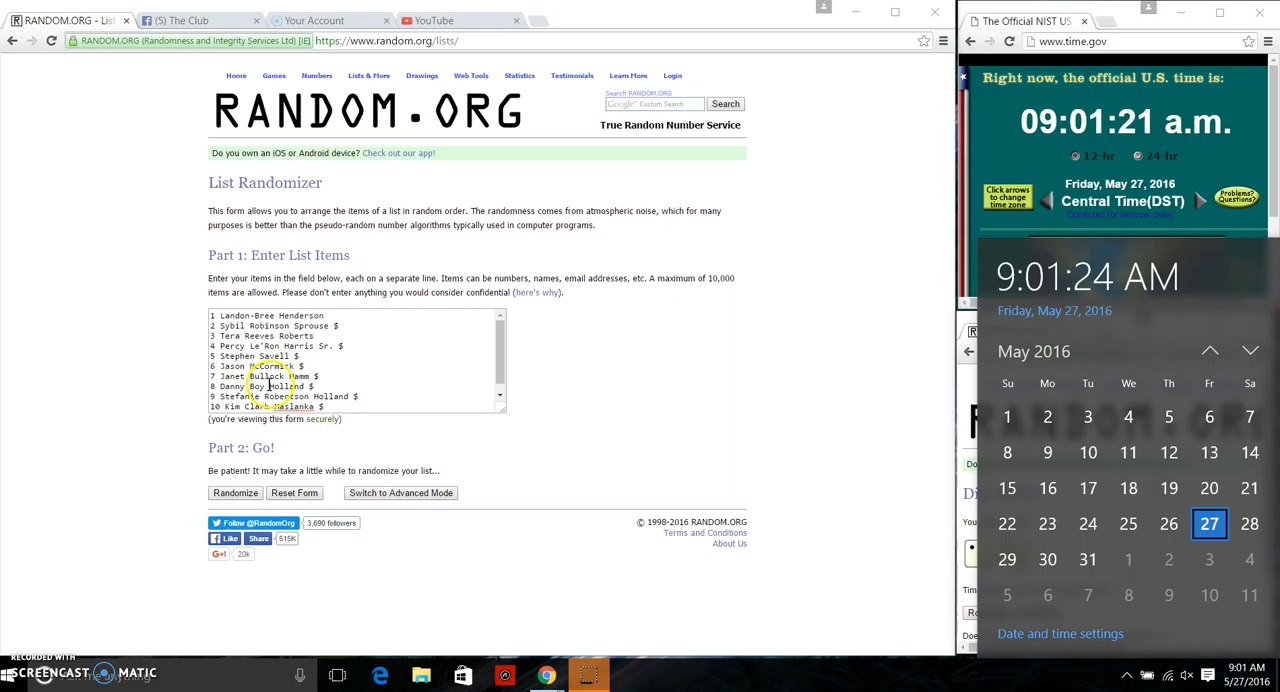 RANDOM.ORG - List
(5) The Club
Your Account
YouTube
The Official NIST US
RANDOM.ORG (Randomness and Integrity Services Ltd) [IE]
https://www.random.org/lists/
www.time.gov
Home Games Numbers Lists & More Drawings Web Tools Statistics Testimonials Learn More Login
RANDOM.ORG
Search RANDOM.ORG
Google™ Custom Search
Search
True Random Number Service
Do you own an iOS or Android device? Check out our app!
List Randomizer
This form allows you to arrange the items of a list in random order. The randomness comes from atmospheric noise, which for many
purposes is better than the pseudo-random number algorithms typically used in computer programs.
Part 1: Enter List Items
Enter your items in the field below, each on a separate line. Items can be numbers, names, email addresses, etc. A maximum of 10,000
items are allowed. Please don't enter anything you would consider confidential (here's why).
1 Landon-Bree Henderson
2 Sybil Robinson Sprouse $
3 Tera Reeves Roberts
4 Percy Le'Ron Harris Sr. $
5 Stephen Savell $
6 Jason McCormick $
7 Janet Bullock Hamm $
8 Danny Boy Holland $
9 Stefanie Robertson Holland $
10 Kim Clark Maslanka $
(you're viewing this form securely)
Part 2: Go!
Be patient! It may take a little while to randomize your list...
Randomize
Reset Form
Switch to Advanced Mode
Follow @RandomOrg
3,690 followers
Like
Share
515K
G+1
20k
© 1998-2016 RANDOM.ORG
Terms and Conditions
About Us
Right now, the official U.S. time is:
09:01:21 a.m.
12-hr 24-hr
Click arrows
to change
time zone
Friday, May 27, 2016
Central Time(DST)
Corrected for network delay
Problems?
Questions?
9:01:24 AM
Friday, May 27, 2016
May 2016
Su Mo Tu We Th Fr Sa
1 2 3 4 5 6 7
8 9 10 11 12 13 14
15 16 17 18 19 20 21
22 23 24 25 26 27 28
29 30 31 1 2 3 4
5 6 7 8 9 10 11
Date and time settings
RECORDED WITH
SCREENCAST MATIC
9:01 AM
5/27/2016